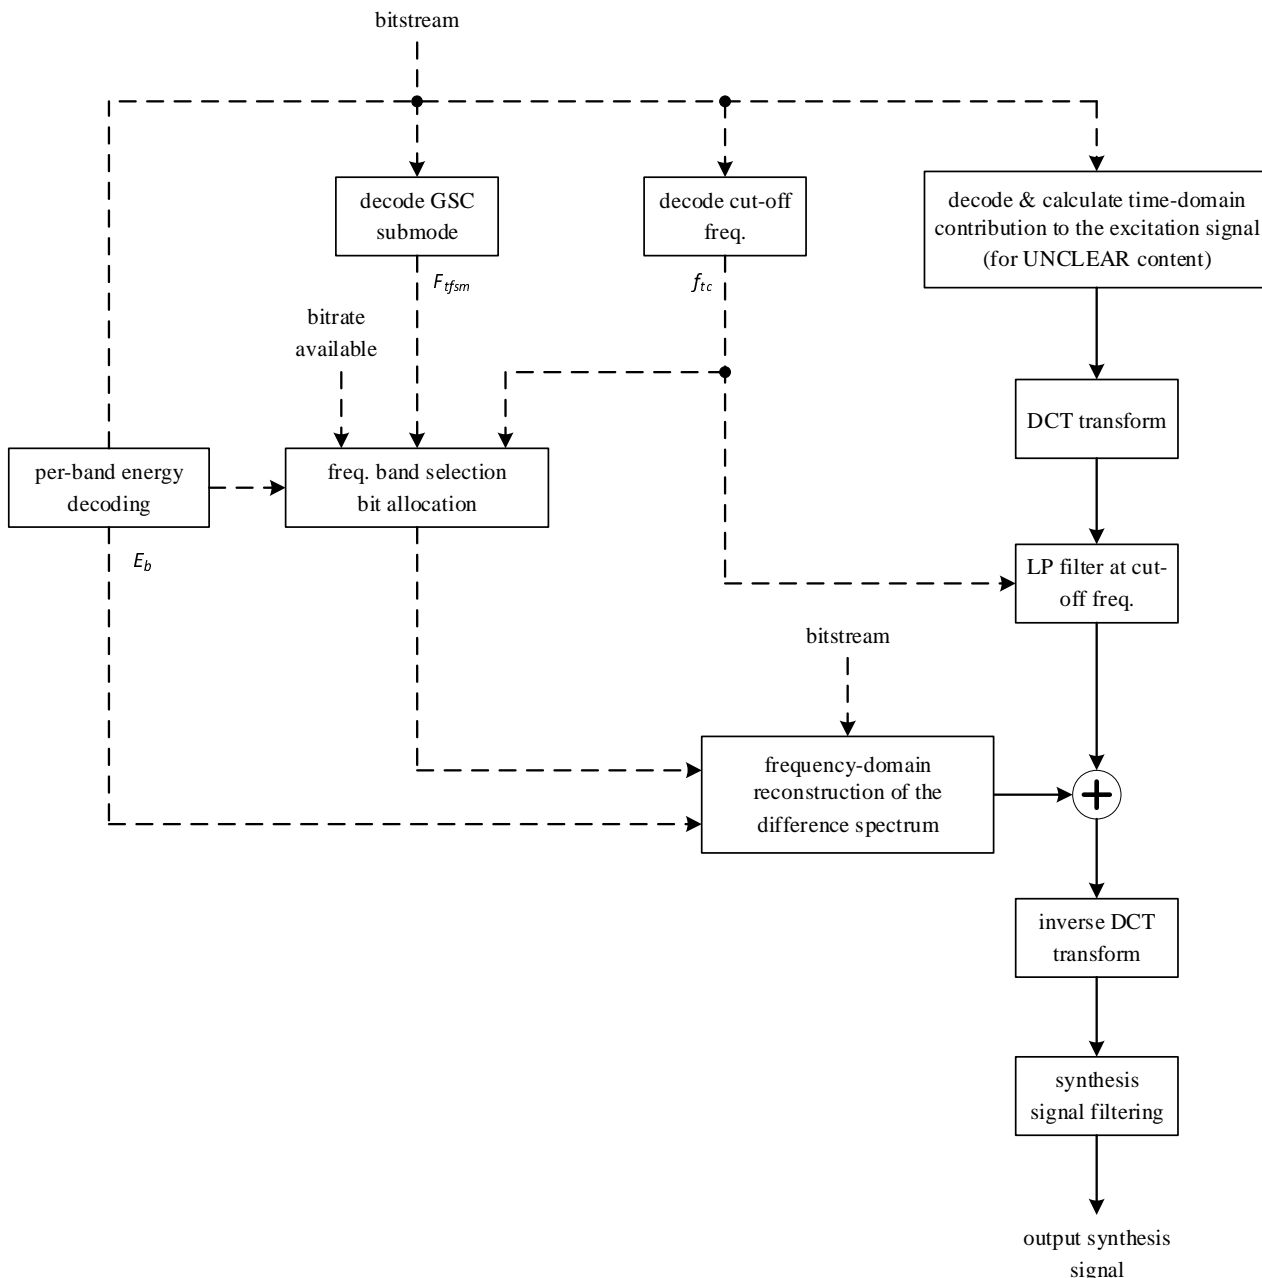 bitstream
decode GSC
submode
decode cut-off
freq.
decode & calculate time-domain
contribution to the excitation signal
(for UNCLEAR content)
F_tfsm
f_tc
bitrate
available
DCT transform
per-band energy
decoding
freq. band selection
bit allocation
E_b
LP filter at cut-
off freq.
bitstream
frequency-domain
reconstruction of the
difference spectrum
+
inverse DCT
transform
synthesis
signal filtering
output synthesis
signal